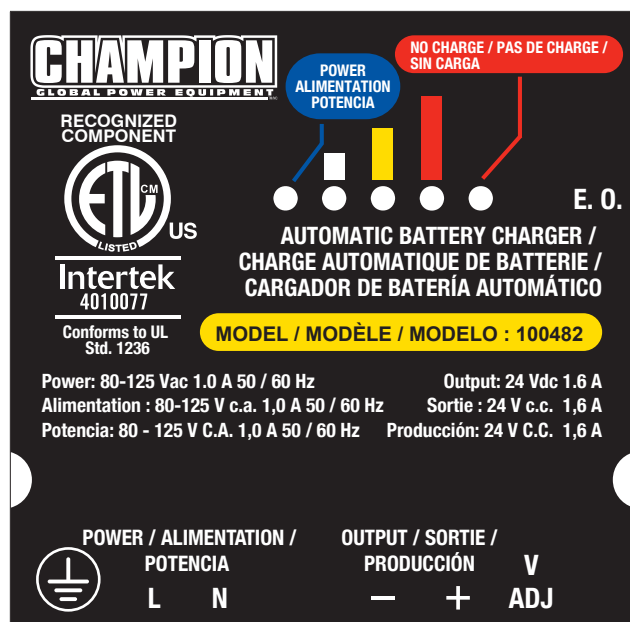 CHAMPION
GLOBAL POWER EQUIPMENT
RECOGNIZED
COMPONENT
ETL CM
LISTED
US
Intertek
4010077
Conforms to UL
Std. 1236
POWER
ALIMENTATION
POTENCIA
NO CHARGE / PAS DE CHARGE /
SIN CARGA
E. O.
AUTOMATIC BATTERY CHARGER /
CHARGE AUTOMATIQUE DE BATTERIE /
CARGADOR DE BATERÍA AUTOMÁTICO
MODEL / MODÈLE / MODELO : 100482
Power: 80-125 Vac 1.0 A 50 / 60 Hz
Output: 24 Vdc 1.6 A
Alimentation : 80-125 V c.a. 1,0 A 50 / 60 Hz
Sortie : 24 v c.c. 1,6 A
Potencia: 80 - 125 V C.A. 1,0 A 50 / 60 Hz
Producción: 24 V C.C. 1,6 A
POWER / ALIMENTATION /
POTENCIA
L N
OUTPUT / SORTIE /
PRODUCCIÓN
− +
V
ADJ